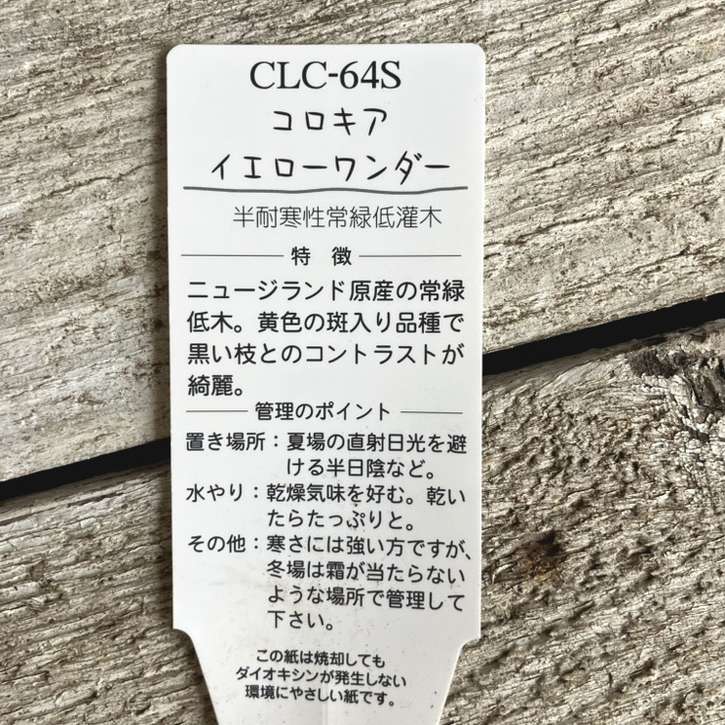 CLC-64S
コロキア
イエローワンダー
半耐寒性常緑低灌木
特 徴
ニュージランド原産の常緑
低木。黄色の斑入り品種で
黒い枝とのコントラストが
綺麗。
管理のポイント
置き場所：夏場の直射日光を避
ける半日陰など。
水やり：乾燥気味を好む。乾い
たらたっぷりと。
その他：寒さには強い方ですが、
冬場は霜が当たらない
ような場所で管理して
下さい。
この紙は焼却しても
ダイオキシンが発生しない
環境にやさしい紙です。